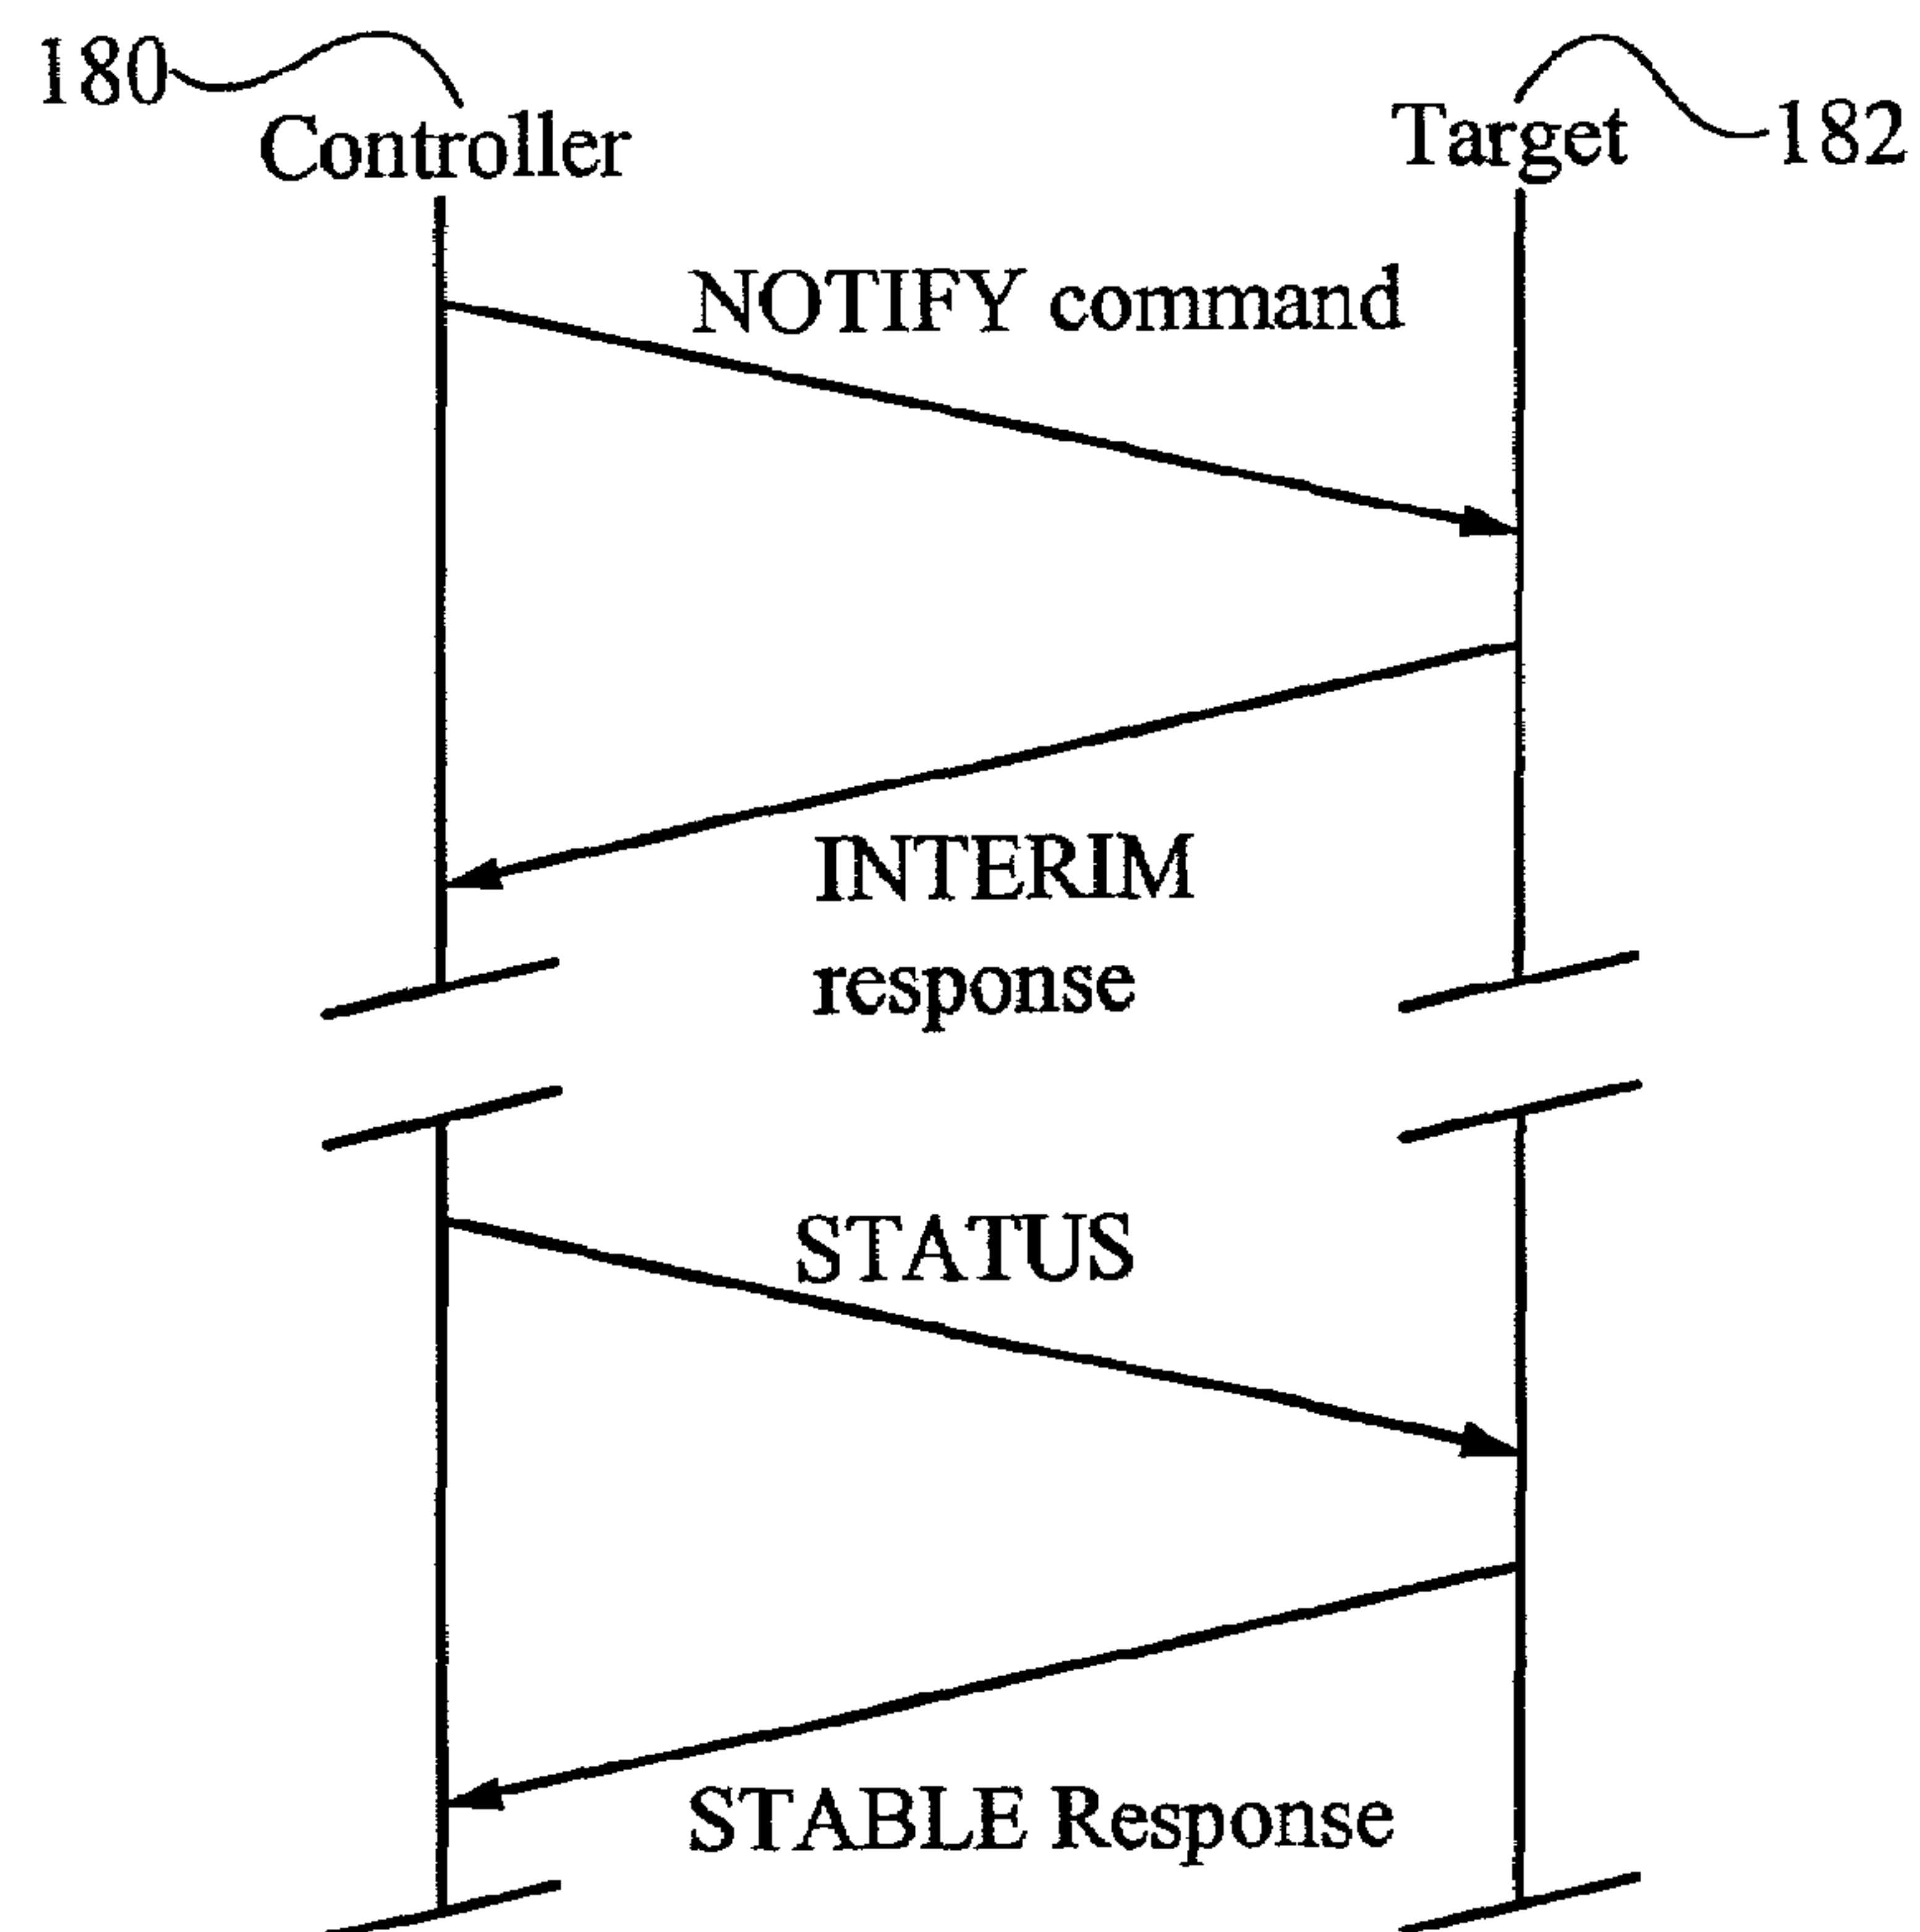 180
Controller
Target
182
NOTIFY command
INTERIM
response
STATUS
STABLE Response